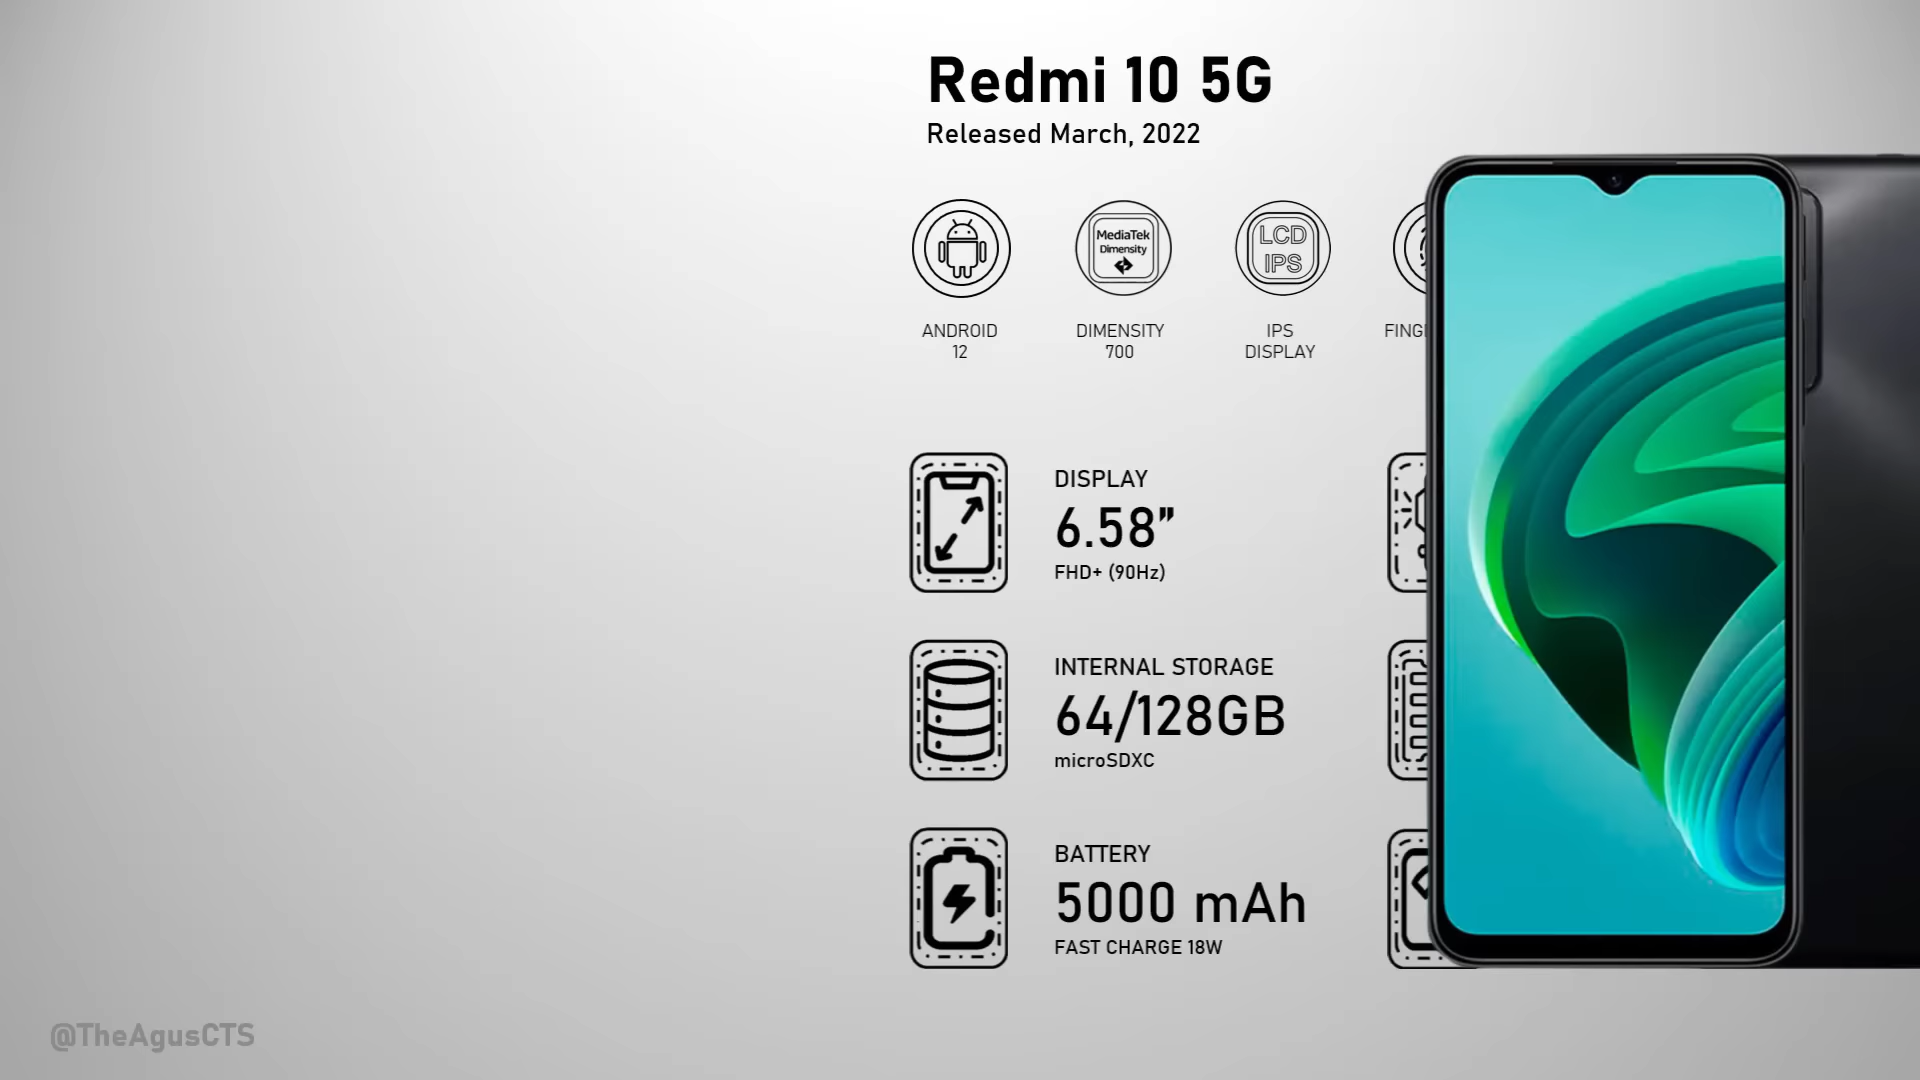 Redmi 10 5G
Released March, 2022
MediaTek
Dimensity
LCD
IPS
ANDROID
12
DIMENSITY
700
IPS
DISPLAY
DISPLAY
6.58”
FHD+ (90Hz)
INTERNAL STORAGE
64/128GB
microSDXC
BATTERY
5000 mAh
FAST CHARGE 18W
@TheAgusCTS